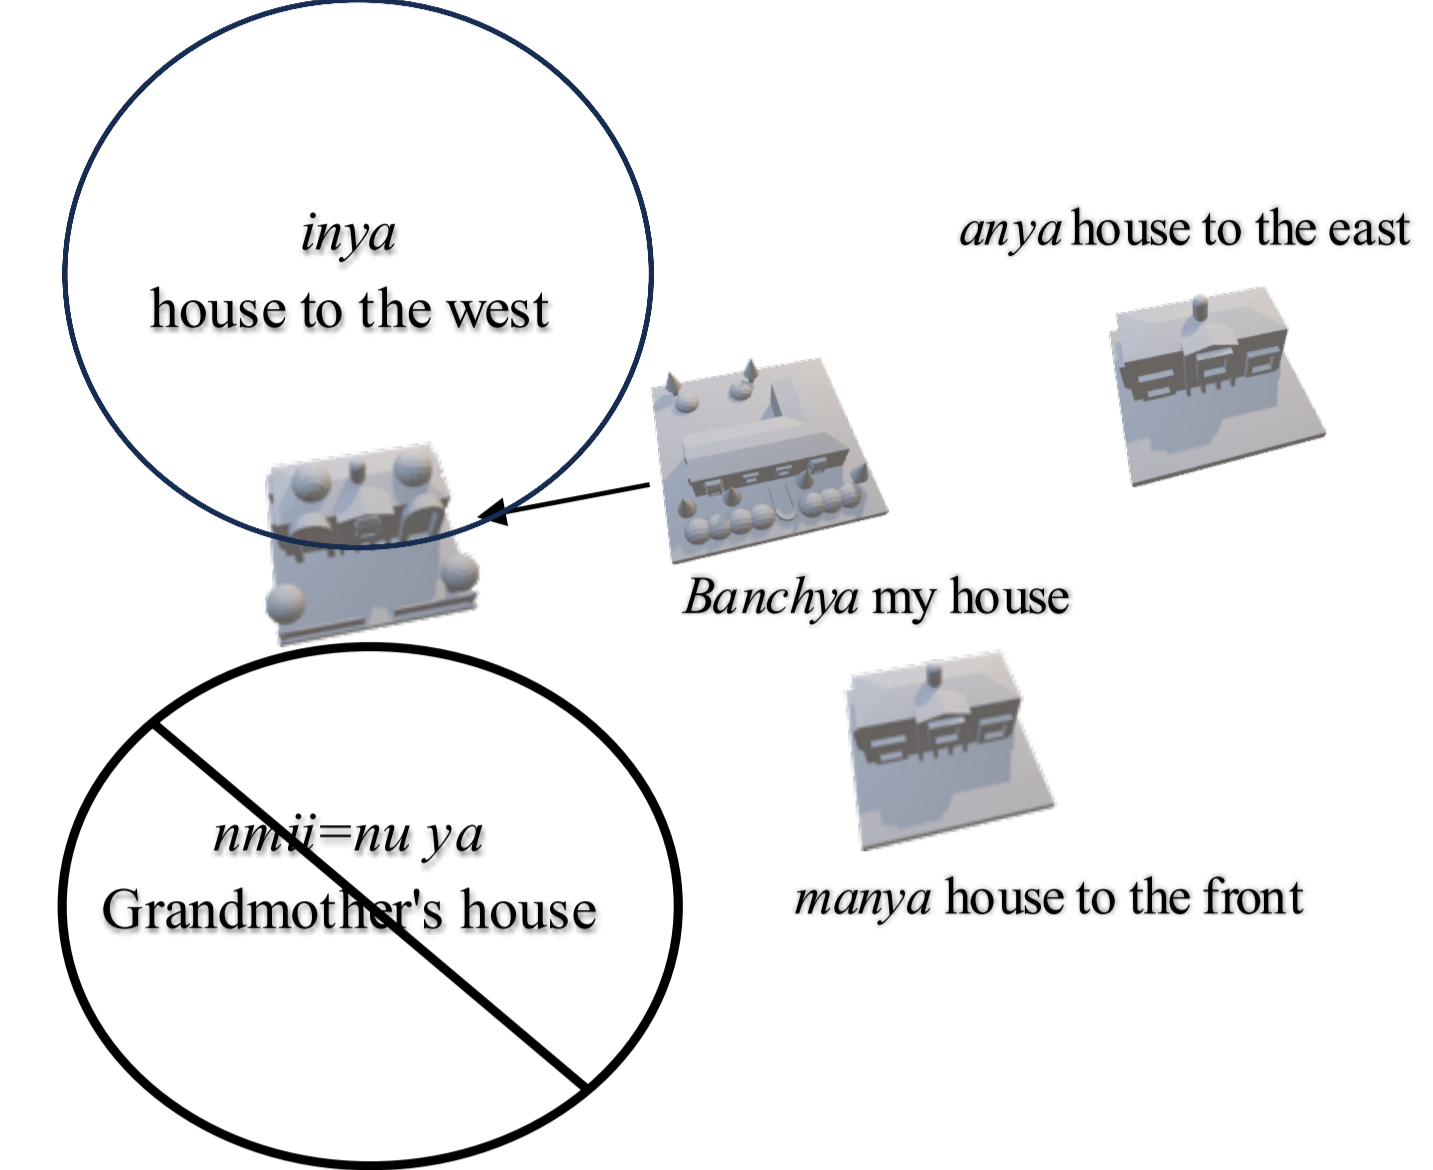 inya
house to the west
anya house to the east
Banchya my house
nmii=nu ya
Grandmother's house
manya house to the front